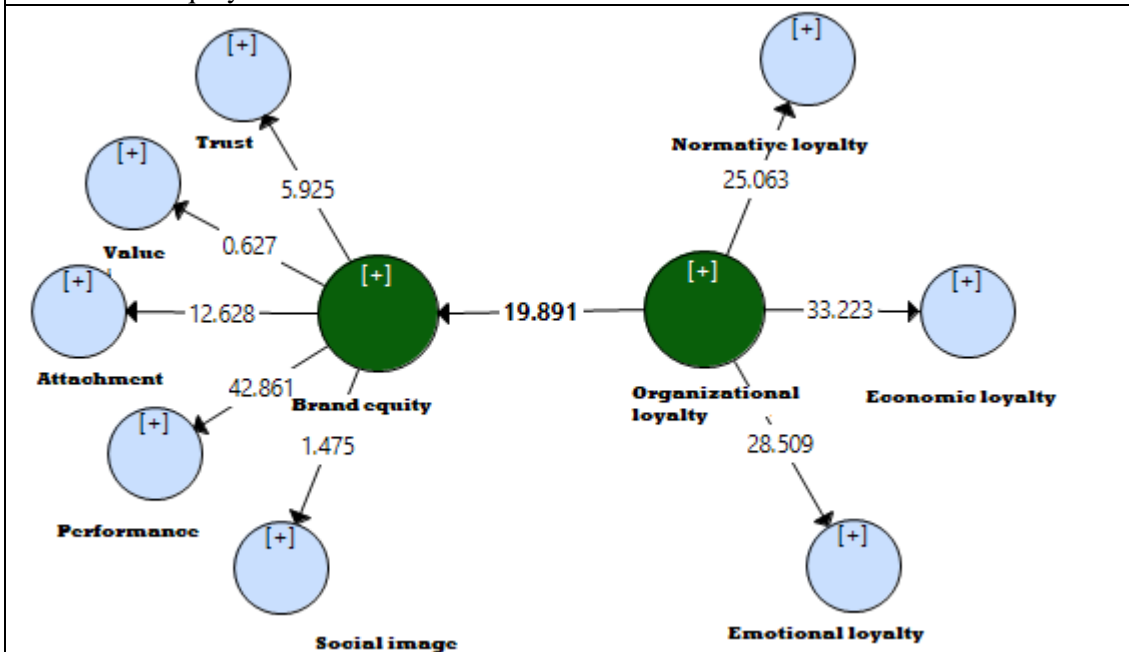 [+]
[+]
Trust
Normative loyalty
[+]
25.063
5.925
Value
0.627
[+]
[+]
[+]
[+]
12.628
19.891
33.223
Attachment
42.861
Brand equity
Organizational
loyalty
Economic loyalty
[+]
1.475
28.509
Performance
[+]
[+]
Social image
Emotional loyalty